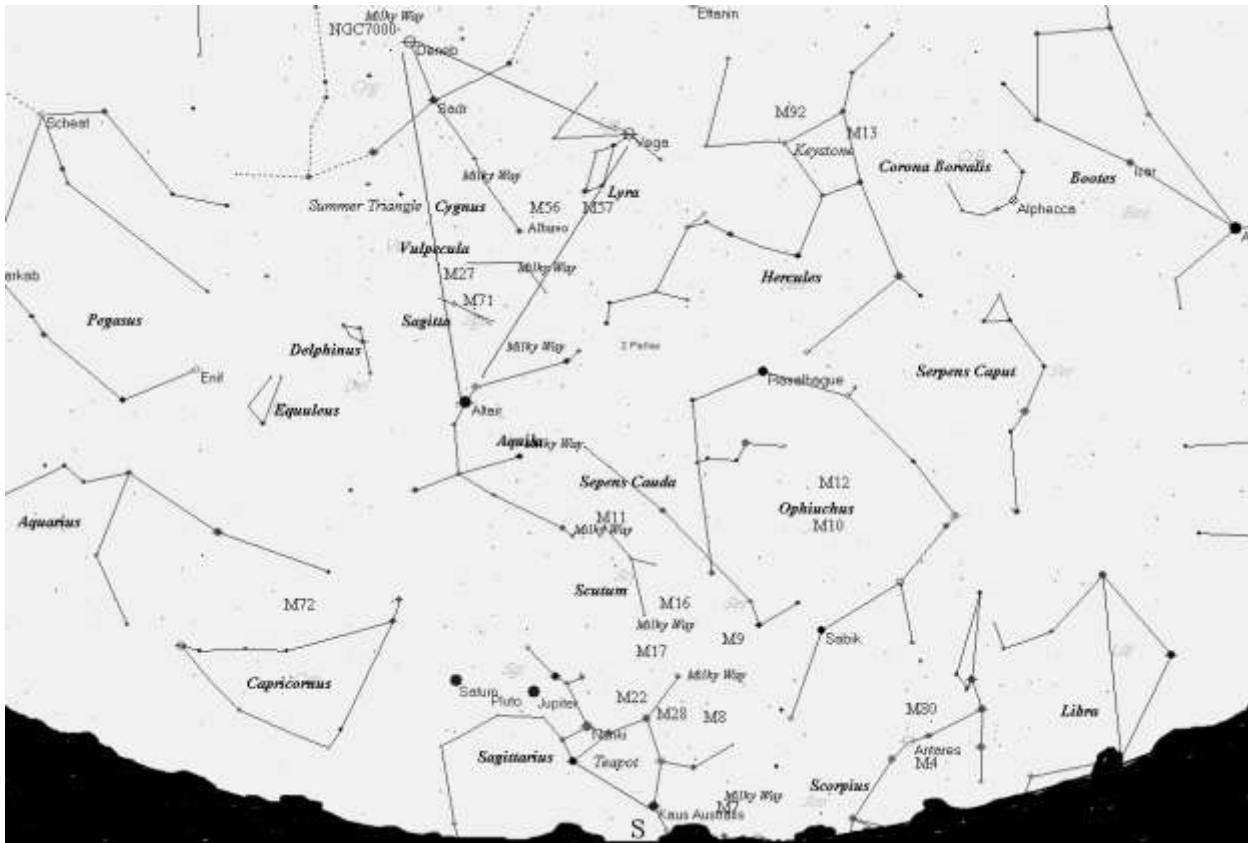 Milky Way
Ettanin
NGC7000
Deneb
Scheat
Sadr
M92
M13
Vega
Keystone
Corona Borealis
Bootes
Izar
Milky Way
Lyra
Summer Triangle
Cygnus
M56
M57
Alphecca
Albireo
A
Vulpecula
M27
Milky Way
Hercules
arkab
M71
Pegasus
Sagitta
Delphinus
Milky Way
Serpens Caput
Enif
Rasalhague
Equuleus
Altair
Aquila
Milky Way
Sepens Cauda
M12
Ophiuchus
Aquarius
M11
Milky Way
M10
Scutum
M72
M16
Milky Way
M9
Sabik
M17
Capricornus
Saturn
Pluto
Jupiter
M22
Milky Way
M28
M8
M80
Libra
Nunki
Sagittarius
Teapot
Antares
M4
Scorpius
Milky Way
M7
Kaus Australis
S